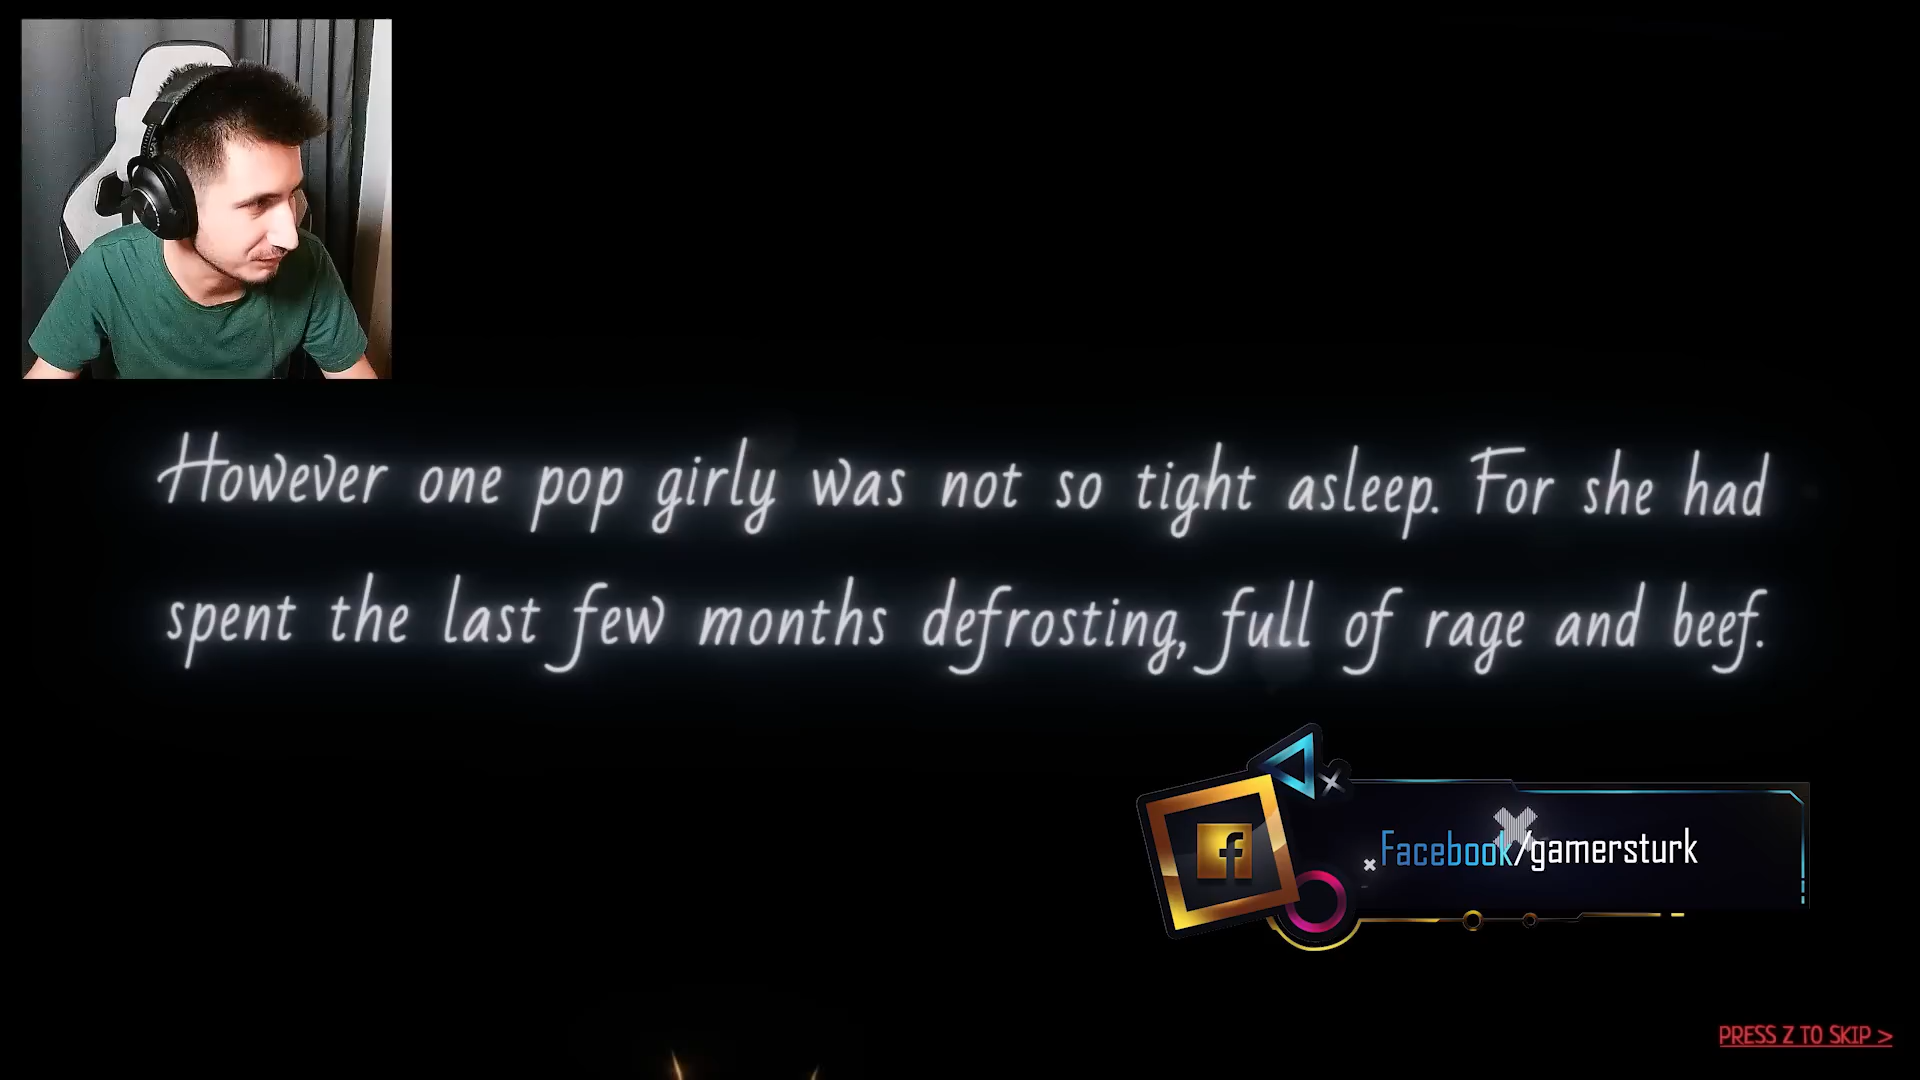 However one pop girly was not so tight asleep. For she had
spent the last few months defrosting, full of rage and beef.
Facebook/gamersturk
PRESS Z TO SKIP >